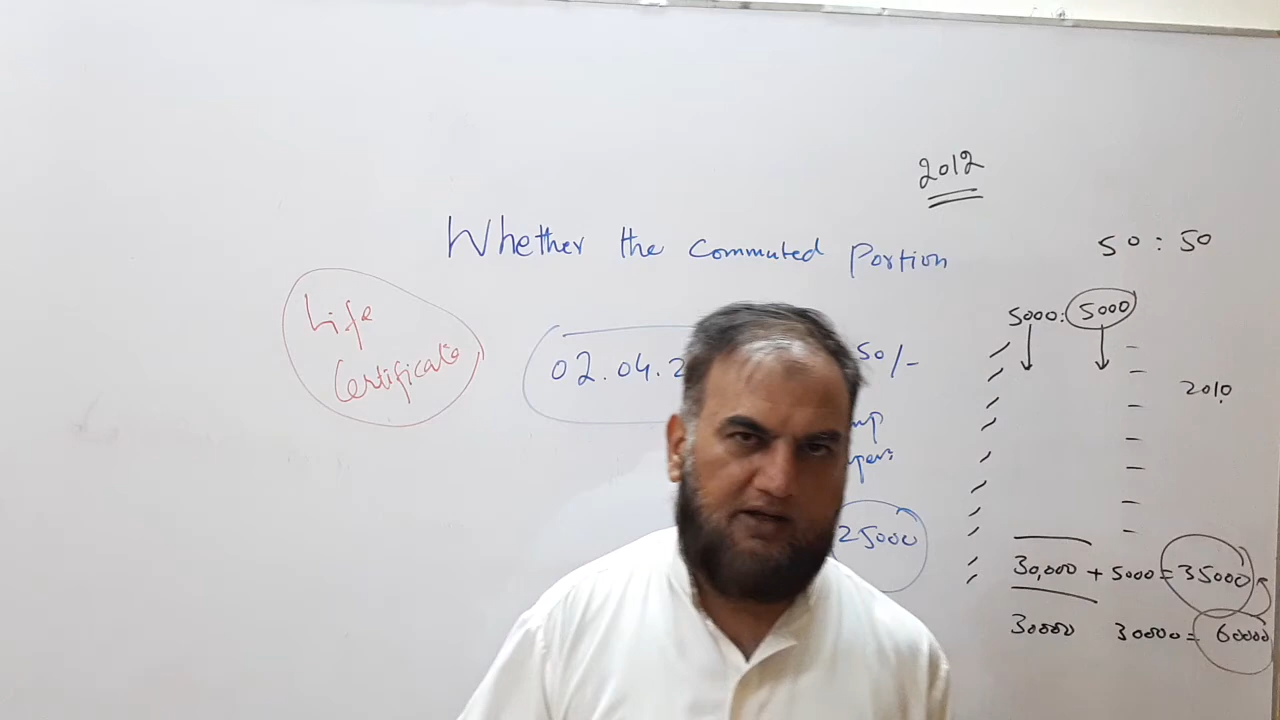 2012
Whether the Commuted Portion
50 : 50
Life
Certificate
02.04.2
50/-
5000: 5000
2010
25000
30,000 + 5000 = 35000
30000 30000 = 60000